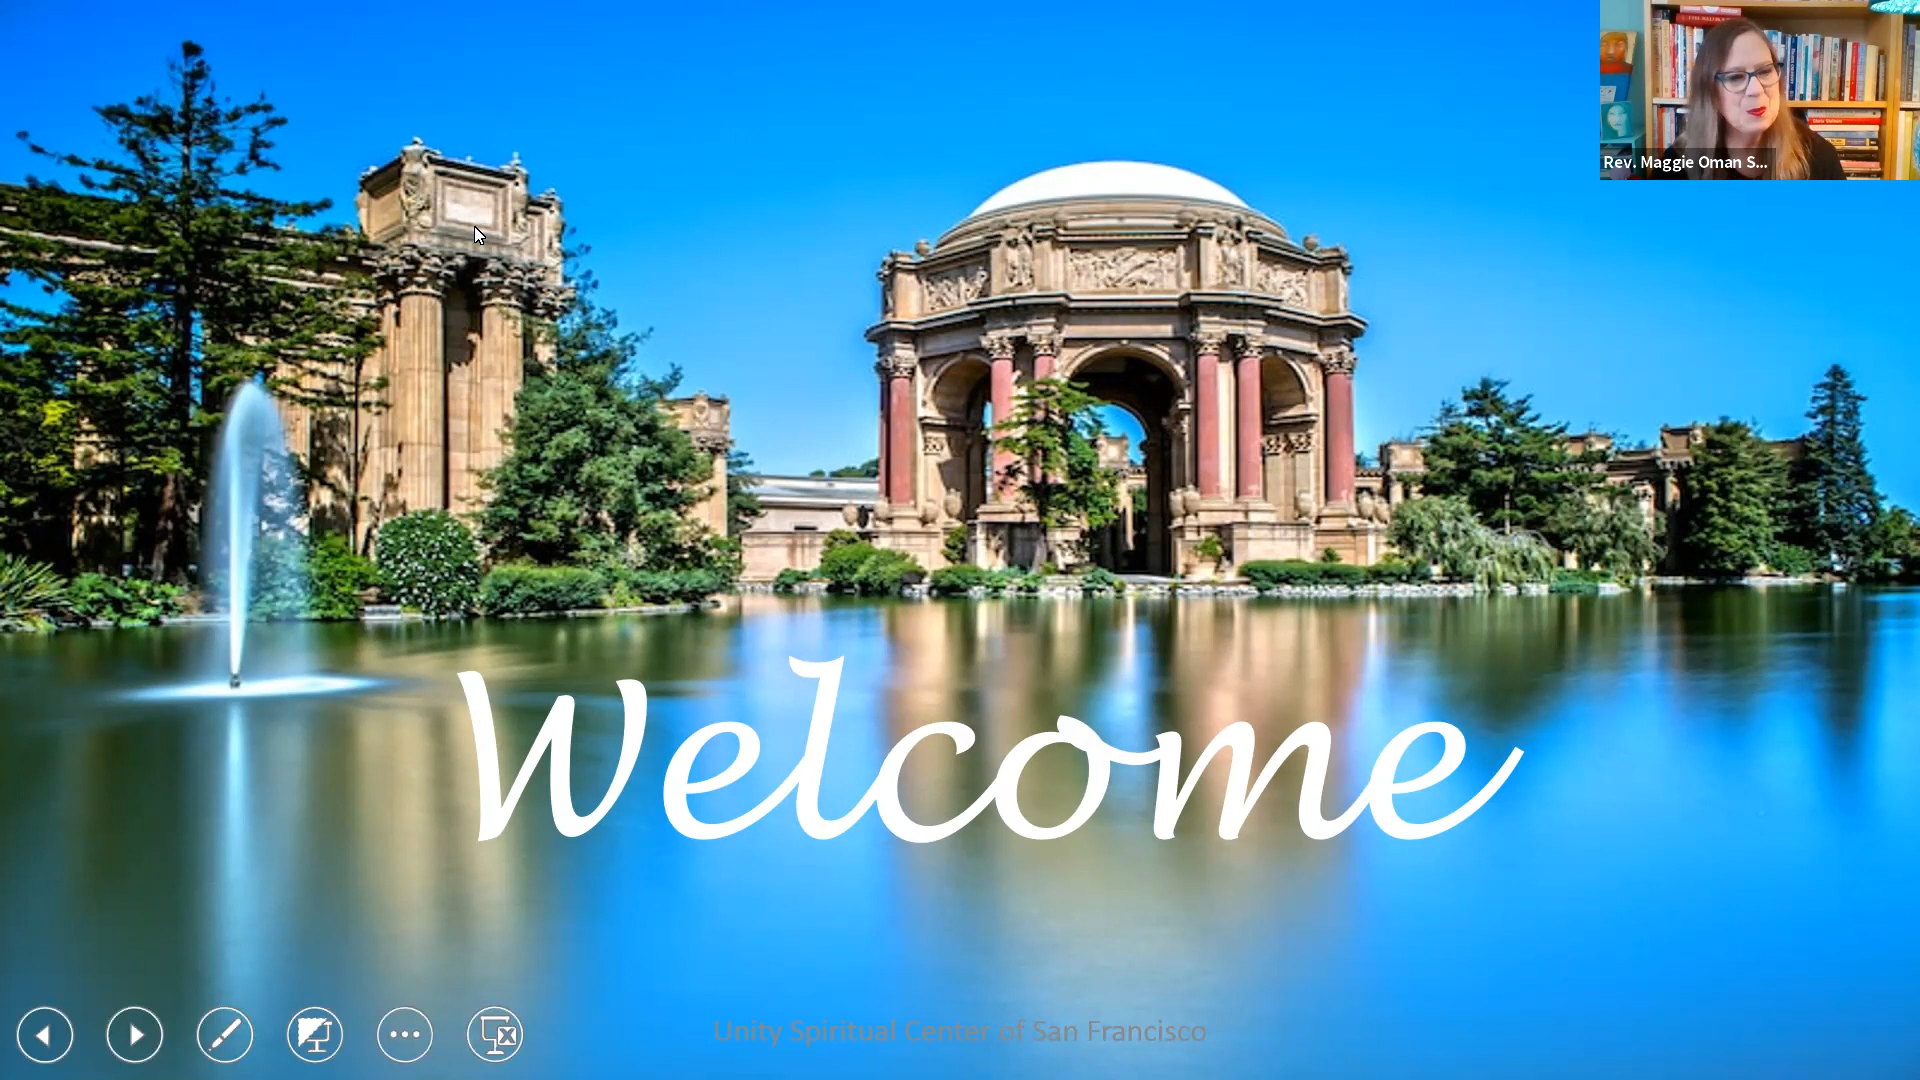 Rev. Maggie Oman S...
Welcome
Unity Spiritual Center of San Francisco